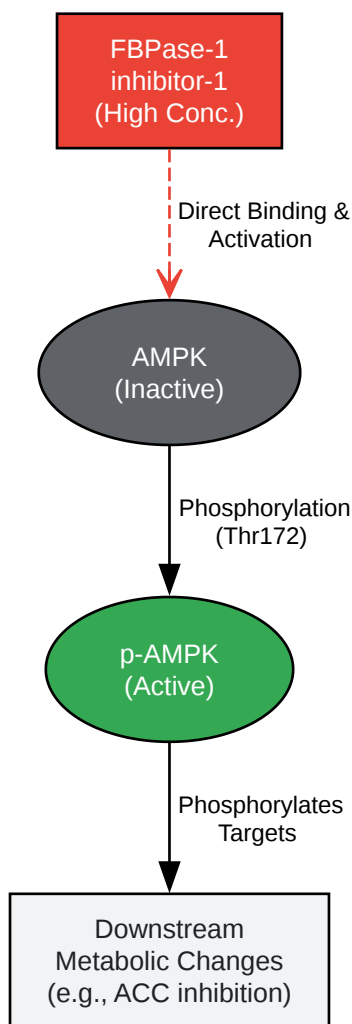 FBPase-1
inhibitor-1
(High Conc.)
Direct Binding &
Activation
AMPK
(Inactive)
Phosphorylation
(Thr172)
p-AMPK
(Active)
Phosphorylates
Targets
Downstream
Metabolic Changes
(e.g., ACC inhibition)